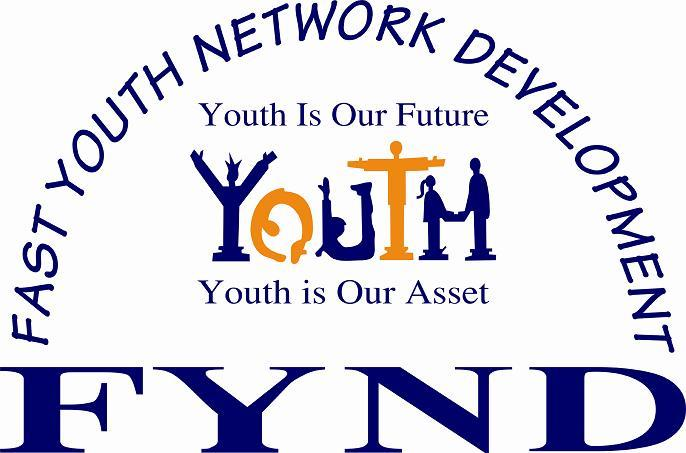 FAST YOUTH NETWORK DEVELOPMENT
Youth Is Our Future
YOUTH
Youth is Our Asset
FYND